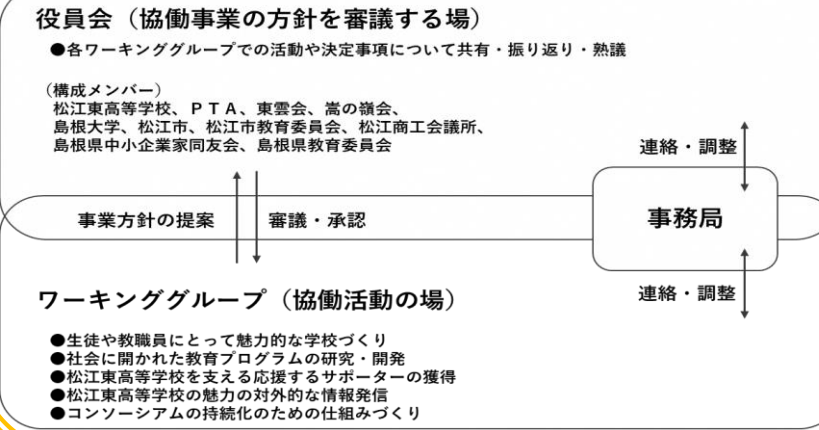 役員会（協働事業の方針を審議する場）
●各ワーキンググループでの活動や決定事項について共有・振り返り・熟議
（構成メンバー）
松江東高等学校、ＰＴＡ、東雲会、嵩の嶺会、
島根大学、松江市、松江市教育委員会、松江商工会議所、
島根県中小企業家同友会、島根県教育委員会
連絡・調整
事業方針の提案
審議・承認
事務局
連絡・調整
ワーキンググループ（協働活動の場）
●生徒や教職員にとって魅力的な学校づくり
●社会に開かれた教育プログラムの研究・開発
●松江東高等学校を支える応援するサポーターの獲得
●松江東高等学校の魅力の対外的な情報発信
●コンソーシアムの持続化のための仕組みづくり